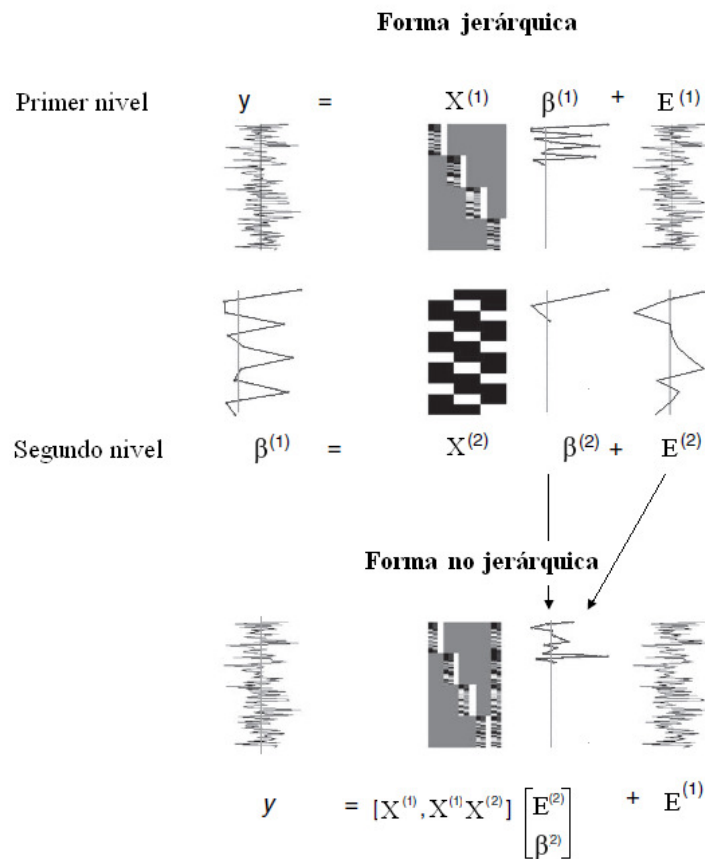 Forma jerárquica
Primer nivel y = X⁽¹⁾ β⁽¹⁾ + E⁽¹⁾
Segundo nivel β⁽¹⁾ = X⁽²⁾ β⁽²⁾ + E⁽²⁾
Forma no jerárquica
y = [X⁽¹⁾, X⁽¹⁾X⁽²⁾] [E⁽²⁾ β²⁾] + E⁽¹⁾